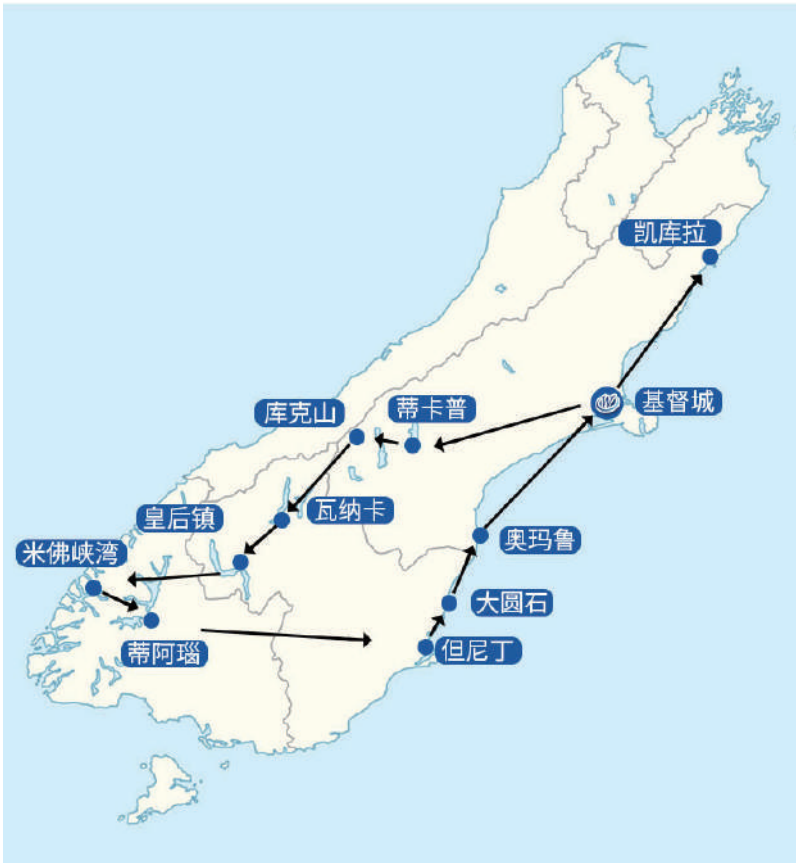 凯库拉
基督城
蒂卡普
库克山
瓦纳卡
皇后镇
米佛峡湾
蒂阿瑙
但尼丁
大圆石
奥玛鲁